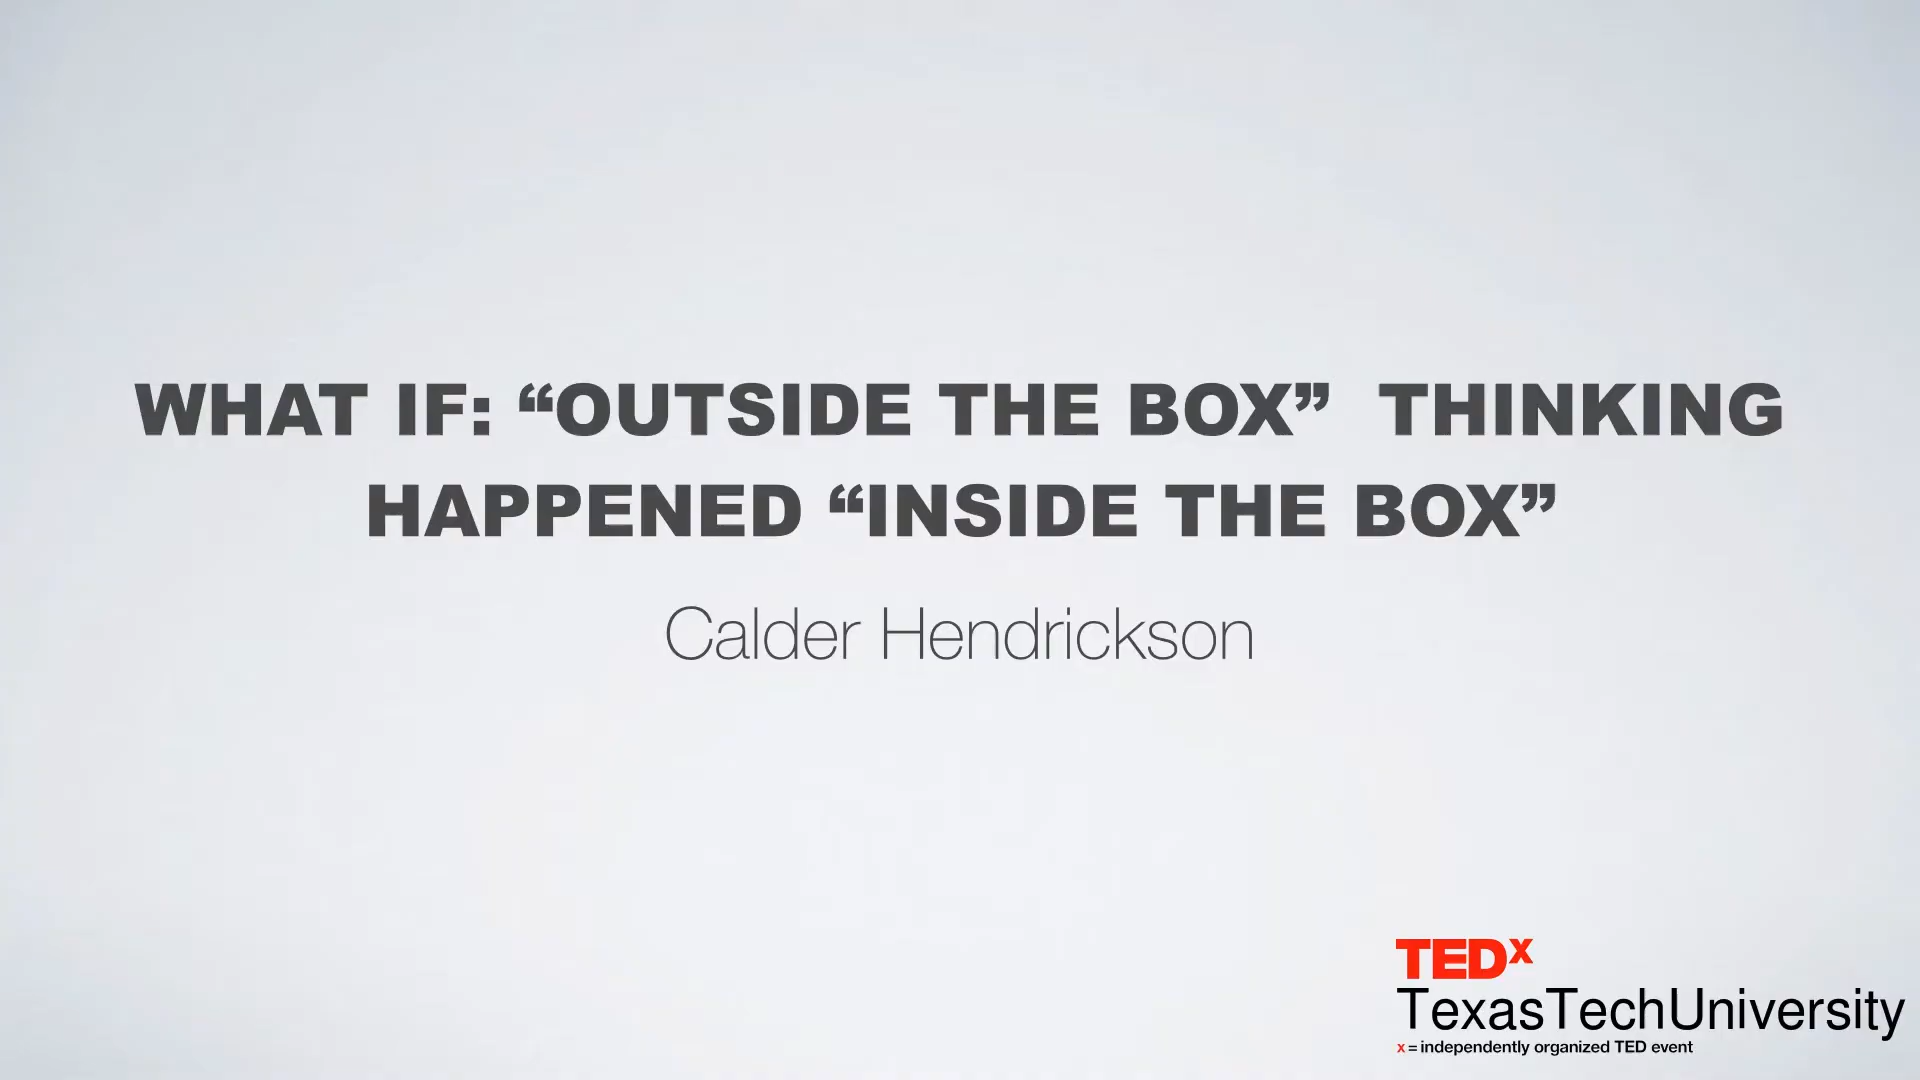 WHAT IF: “OUTSIDE THE BOX”  THINKING
HAPPENED “INSIDE THE BOX”
Calder Hendrickson
TEDx
TexasTechUniversity
x = independently organized TED event